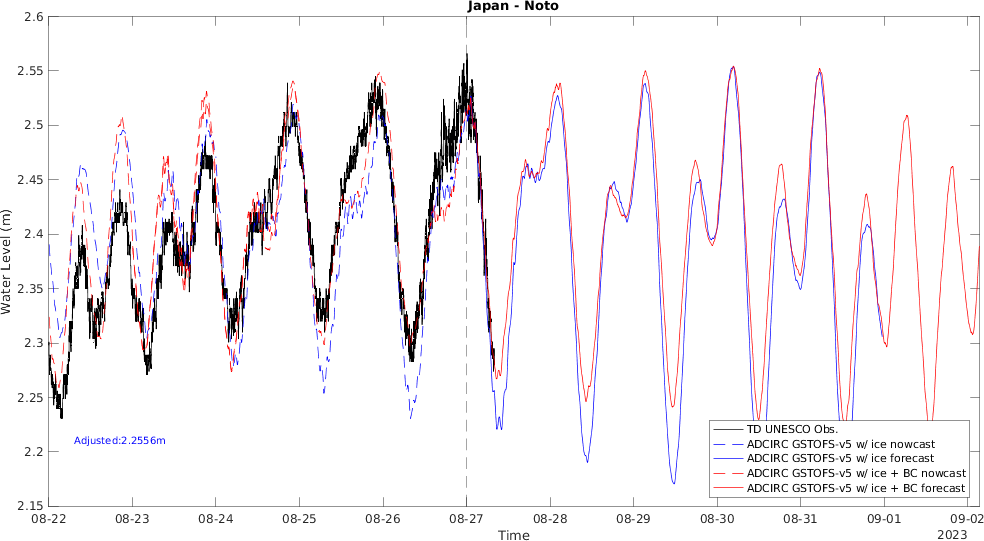 Japan - Noto
2.6
2.55
2.5
2.45
2.4
2.35
2.3
2.25
2.2
2.15
Water Level (m)
Adjusted:2.2556m
TD UNESCO Obs.
ADCIRC GSTOFS-v5 w/ ice nowcast
ADCIRC GSTOFS-v5 w/ ice forecast
ADCIRC GSTOFS-v5 w/ ice + BC nowcast
ADCIRC GSTOFS-v5 w/ ice + BC forecast
08-22 08-23 08-24 08-25 08-26 08-27 08-28 08-29 08-30 08-31 09-01 09-02
Time
2023